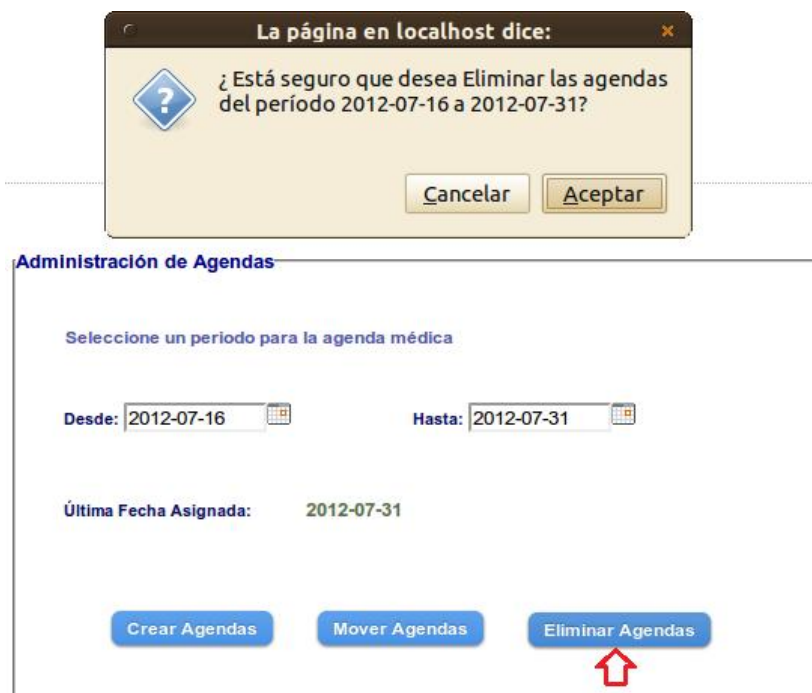 La página en localhost dice:
¿ Está seguro que desea Eliminar las agendas
del período 2012-07-16 a 2012-07-31?
Cancelar Aceptar
Administración de Agendas
Seleccione un periodo para la agenda médica
Desde: 2012-07-16 Hasta: 2012-07-31
Última Fecha Asignada: 2012-07-31
Crear Agendas Mover Agendas Eliminar Agendas